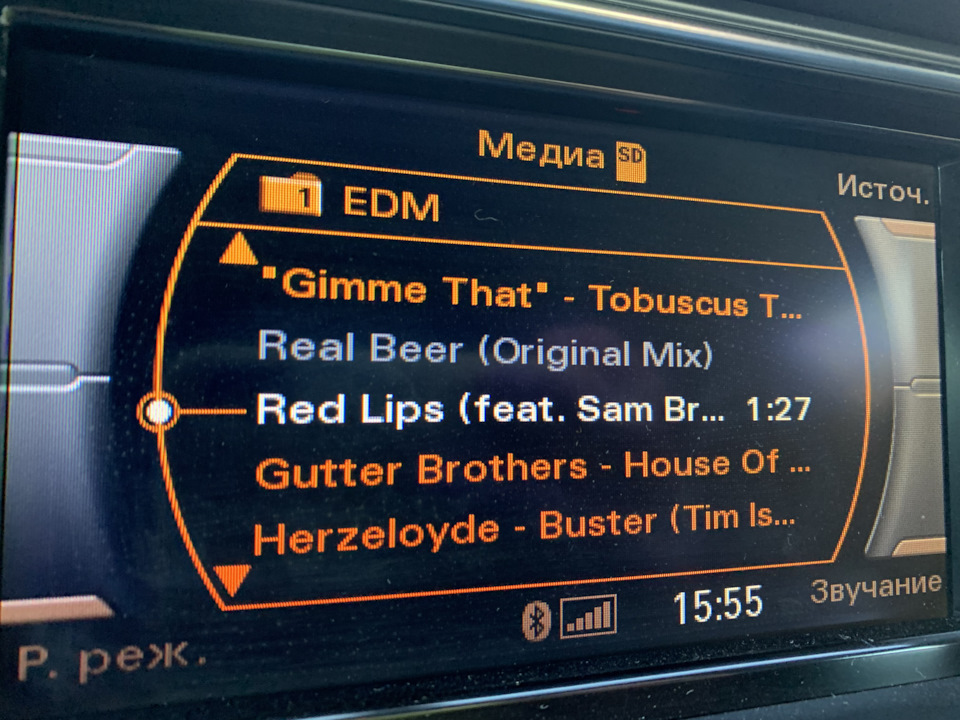 Медиа SD
Источ.
1 EDM
"Gimme That" - Tobuscus T...
Real Beer (Original Mix)
Red Lips (feat. Sam Br... 1:27
Gutter Brothers - House Of ...
Herzeloyde - Buster (Tim Is...
15:55
Звучание
Р. реж.